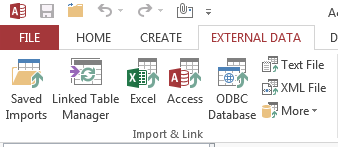 A
FILE HOME CREATE EXTERNAL DATA D
Saved Imports
Linked Table Manager
Excel
Access
ODBC Database
Text File
XML File
More
Import & Link